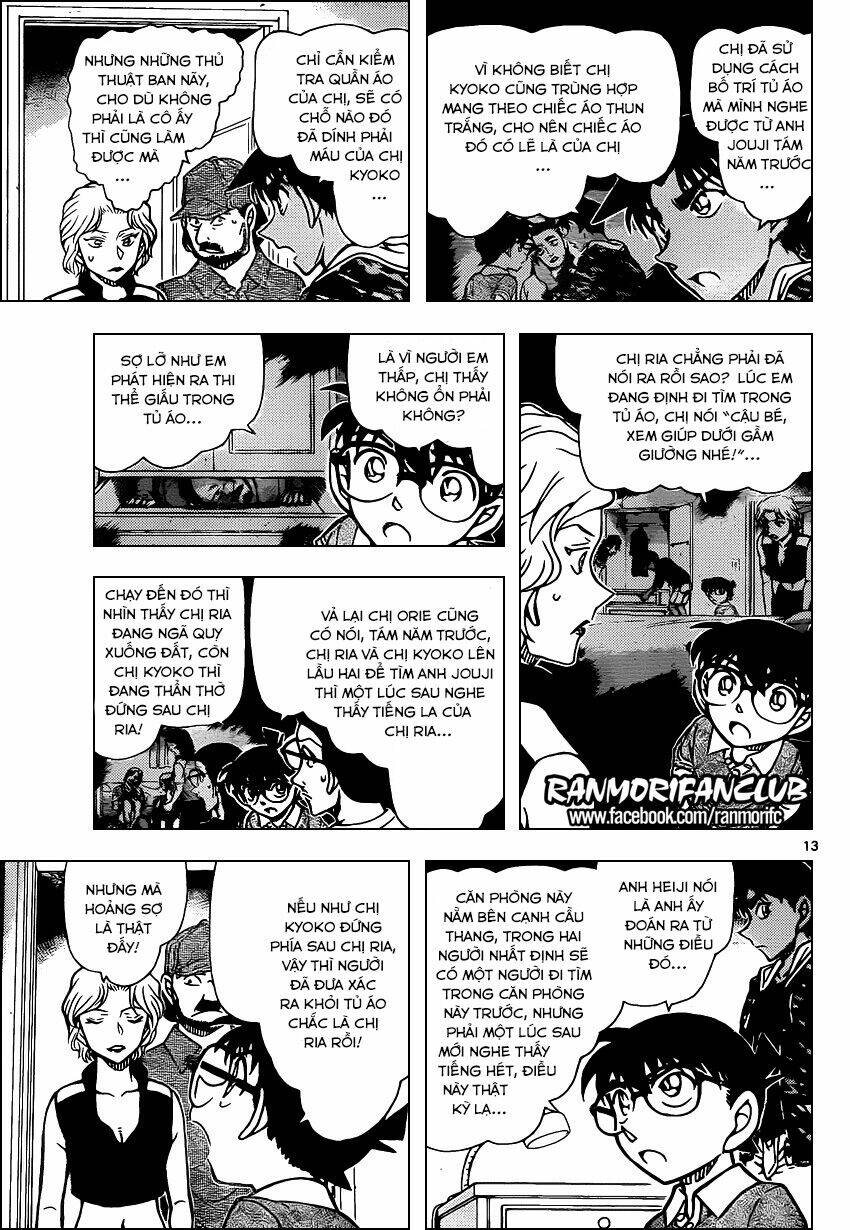 CHỊ ĐÃ SỬ
DỤNG CÁCH
BỐ TRÍ TỦ ÁO
MÀ MÌNH NGHE
ĐƯỢC TỪ ANH
JOUJI TÁM
NĂM TRƯỚC
...
VÌ KHÔNG BIẾT CHỊ
KYOKO CŨNG TRÙNG HỢP
MANG THEO CHIẾC ÁO THUN
TRẮNG, CHO NÊN CHIẾC ÁO
ĐÓ CÓ LẼ LÀ CỦA CHỊ
...
CHỈ CẦN KIỂM
TRA QUẦN ÁO
CỦA CHỊ, SẼ CÓ
CHỖ NÀO ĐÓ
ĐÃ DÍNH PHẢI
MÁU CỦA CHỊ
KYOKO
...
NHƯNG NHỮNG THỦ
THUẬT BAN NÃY,
CHO DÙ KHÔNG
PHẢI LÀ CÔ ẤY
THÌ CŨNG LÀM
ĐƯỢC MÀ
...
CHỊ RIA CHẲNG PHẢI ĐÃ
NÓI RA RỒI SAO? LÚC EM
ĐANG ĐỊNH ĐI TÌM TRONG
TỦ ÁO, CHỊ NÓI “CẬU BÉ,
XEM GIÚP DƯỚI GẦM
GIƯỜNG NHÉ!”...
LÀ VÌ NGƯỜI EM
THẤP, CHỊ THẤY
KHÔNG ỔN PHẢI
KHÔNG?
SỢ LỠ NHƯ EM
PHÁT HIỆN RA THI
THỂ GIẤU TRONG
TỦ ÁO...
VẢ LẠI CHỊ ORIE CŨNG
CÓ NÓI, TÁM NĂM TRƯỚC,
CHỊ RIA VÀ CHỊ KYOKO LÊN
LẦU HAI ĐỂ TÌM ANH JOUJI
THÌ MỘT LÚC SAU NGHE
THẤY TIẾNG LA CỦA
CHỊ RIA...
CHẠY ĐẾN ĐÓ THÌ
NHÌN THẤY CHỊ RIA
ĐANG NGÃ QUỴ
XUỐNG ĐẤT, CÒN
CHỊ KYOKO THÌ
ĐANG THẪN THỜ
ĐỨNG SAU CHỊ
RIA!
RANMORIFANCLUB
www.facebook.com/ranmorifc
13
ANH HEIJI NÓI
LÀ ANH ẤY
ĐOÁN RA TỪ
NHỮNG ĐIỀU
ĐÓ...
CĂN PHÒNG NÀY
NẰM BÊN CẠNH CẦU
THANG, TRONG HAI
NGƯỜI NHẤT ĐỊNH SẼ
CÓ MỘT NGƯỜI ĐI TÌM
TRONG CĂN PHÒNG
NÀY TRƯỚC, NHƯNG
PHẢI MỘT LÚC SAU
MỚI NGHE THẤY
TIẾNG HÉT, ĐIỀU
NÀY THẬT
KỲ LẠ...
NẾU NHƯ CHỊ
KYOKO ĐỨNG
PHÍA SAU CHỊ RIA,
VẬY THÌ NGƯỜI
ĐÃ ĐƯA XÁC
RA KHỎI TỦ ÁO
CHẮC LÀ CHỊ
RIA RỒI!
NHƯNG MÀ
HOẢNG SỢ
LÀ THẬT
ĐẤY!